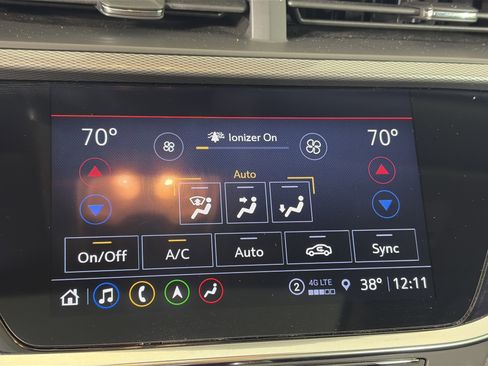 70° Ionizer On 70°
Auto
On/Off A/C Auto Sync
2 4G LTE 38° 12:11